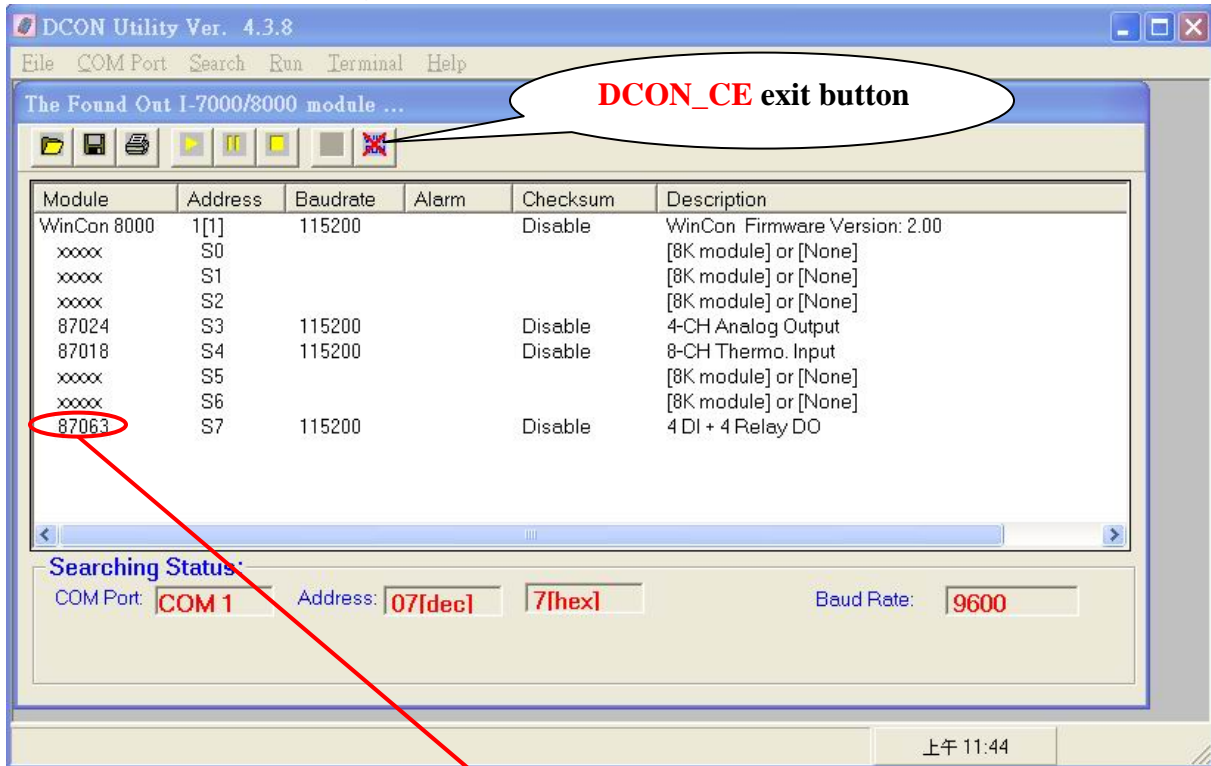 DCON Utility Ver. 4.3.8
File COM Port Search Run Terminal Help
DCON_CE exit button
The Found Out I-7000/8000 module ...
Module Address Baudrate Alarm Checksum Description
WinCon 8000 1[1] 115200 Disable WinCon Firmware Version: 2.00
xxxxx S0 [8K module] or [None]
xxxxx S1 [8K module] or [None]
xxxxx S2 [8K module] or [None]
87024 S3 115200 Disable 4-CH Analog Output
87018 S4 115200 Disable 8-CH Thermo. Input
xxxxx S5 [8K module] or [None]
xxxxx S6 [8K module] or [None]
87063 S7 115200 Disable 4 DI + 4 Relay DO
Searching Status:
COM Port: COM 1 Address: 07[dec] 7[hex] Baud Rate: 9600
上午 11:44